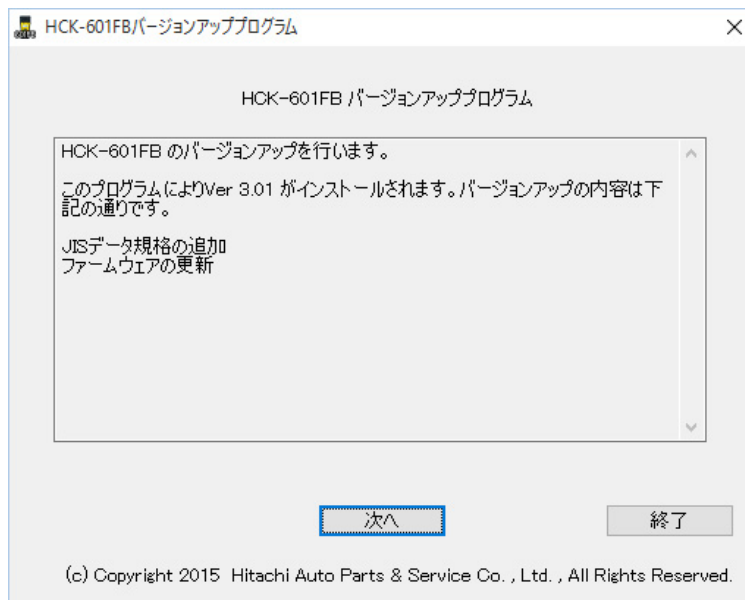 HCK-601FBバージョンアッププログラム
HCK-601FB バージョンアッププログラム
HCK-601FB のバージョンアップを行います。
このプログラムによりVer 3.01 がインストールされます。バージョンアップの内容は下
記の通りです。
JISデータ規格の追加
ファームウェアの更新
次へ
終了
(c) Copyright 2015 Hitachi Auto Parts & Service Co. , Ltd. , All Rights Reserved.